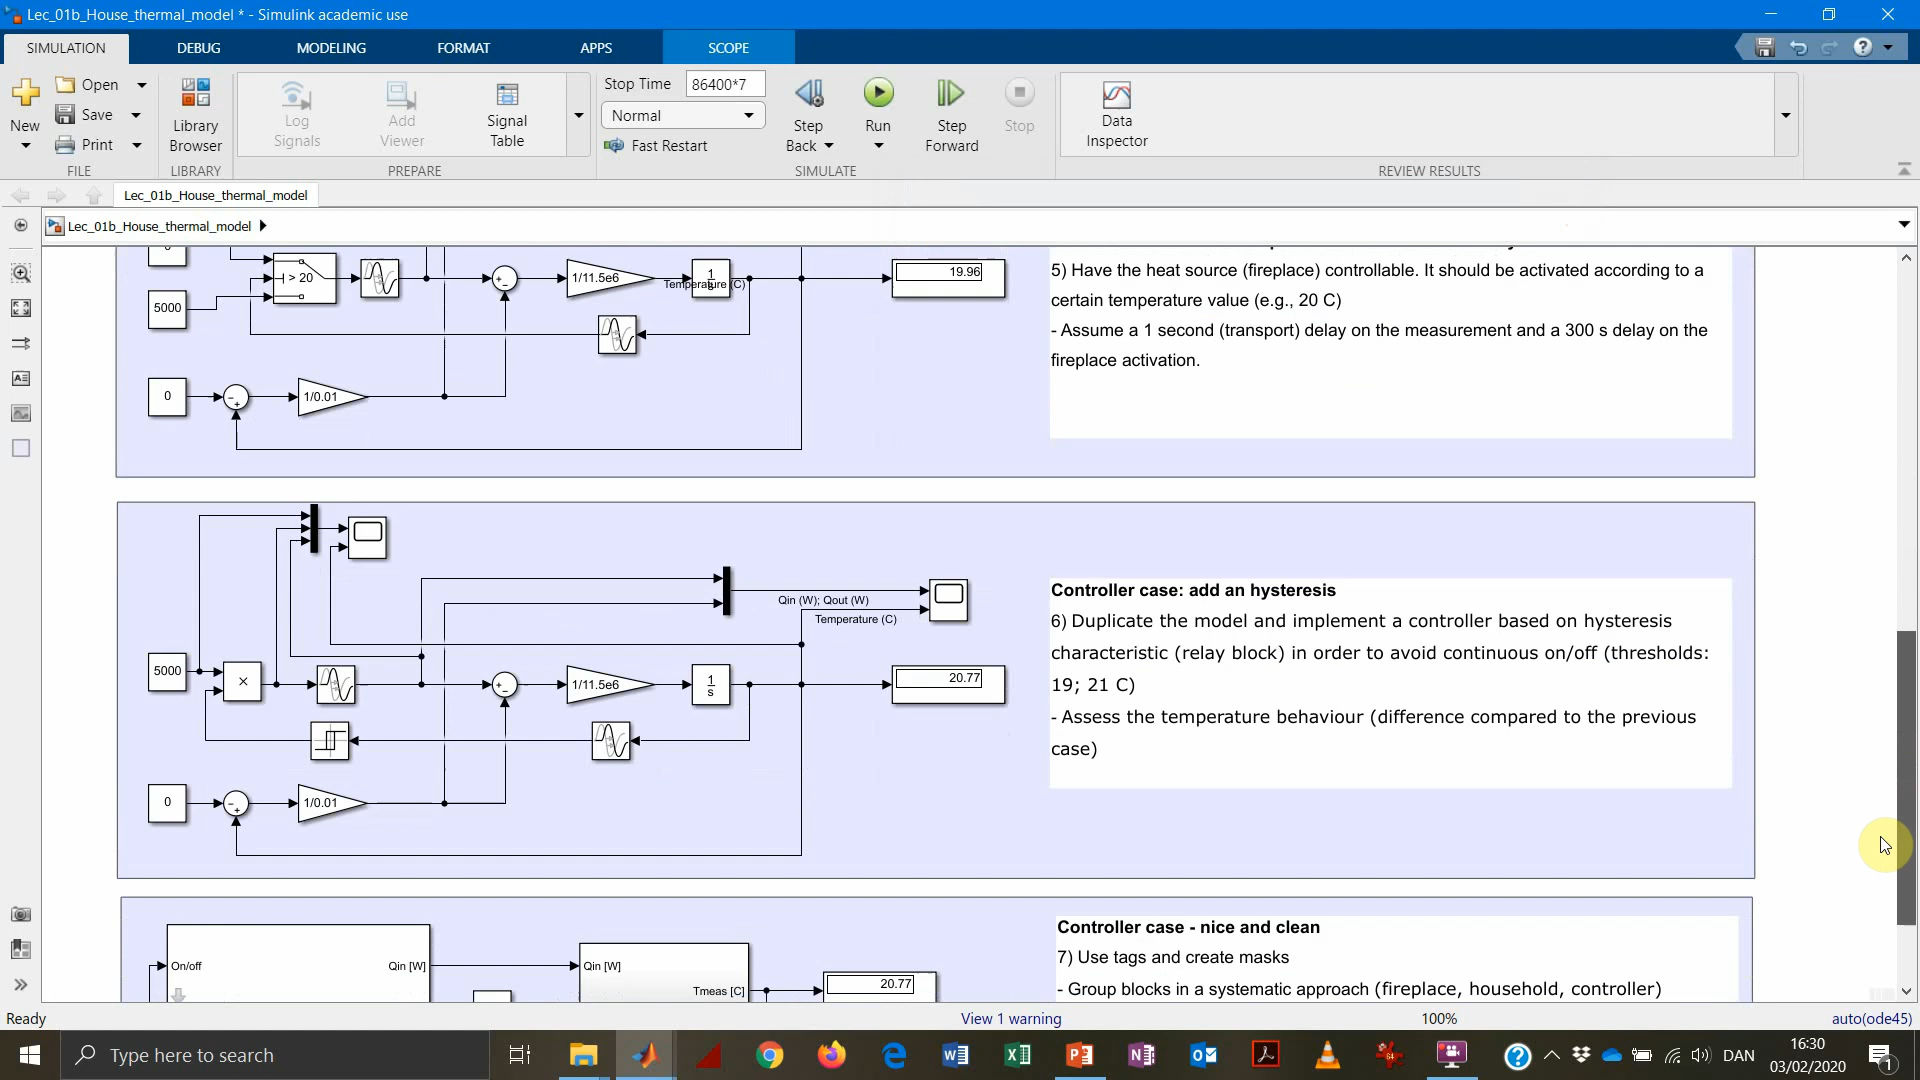 Lec_01b_House_thermal_model * - Simulink academic use
SIMULATION DEBUG MODELING FORMAT APPS SCOPE
New
Open
Save
Print
FILE
Library
Browser
LIBRARY
Log
Signals
Add
Viewer
Signal
Table
PREPARE
Stop Time 86400*7
Normal
Fast Restart
Step
Back
Run
Step
Forward
Stop
SIMULATE
Data
Inspector
REVIEW RESULTS
Lec_01b_House_thermal_model
Lec_01b_House_thermal_model
> 20
5000
1/11.5e6
1
s
Temperature (C)
19.96
0
1/0.01
5) Have the heat source (fireplace) controllable. It should be activated according to a
certain temperature value (e.g., 20 C)
- Assume a 1 second (transport) delay on the measurement and a 300 s delay on the
fireplace activation.
Qin (W); Qout (W)
Temperature (C)
5000
×
1/11.5e6
1
s
20.77
0
1/0.01
Controller case: add an hysteresis
6) Duplicate the model and implement a controller based on hysteresis
characteristic (relay block) in order to avoid continuous on/off (thresholds:
19; 21 C)
- Assess the temperature behaviour (difference compared to the previous
case)
On/off
Qin [W]
Qin [W]
Tmeas [C]
20.77
Controller case - nice and clean
7) Use tags and create masks
- Group blocks in a systematic approach (fireplace, household, controller)
Ready
View 1 warning
100%
auto(ode45)
Type here to search
DAN
16:30
03/02/2020
1